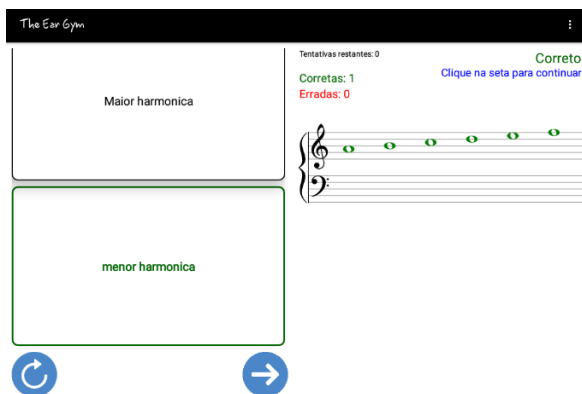 The Ear Gym
Maior harmonica
menor harmonica
Tentativas restantes: 0
Correto
Clique na seta para continuar
Corretas: 1
Erradas: 0